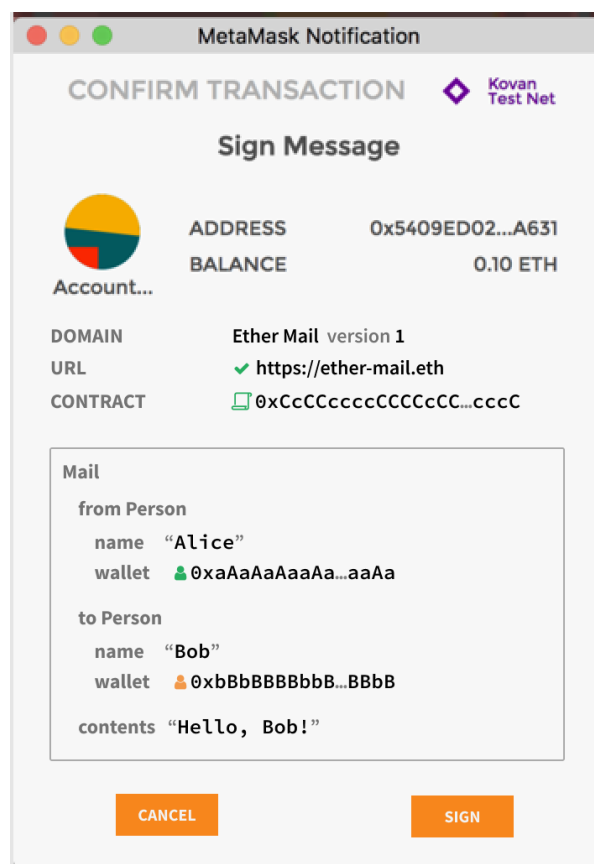 MetaMask Notification
CONFIRM TRANSACTION
Kovan
Test Net
Sign Message
ADDRESS 0x5409ED02...A631
BALANCE 0.10 ETH
Account...
DOMAIN Ether Mail version 1
URL https://ether-mail.eth
CONTRACT 0xCcCCccccCCCCcCC…cccC
Mail
from Person
name “Alice”
wallet 0xaAaAaAaaAa…aaAa
to Person
name “Bob”
wallet 0xbBbBBBBbbB…BBbB
contents “Hello, Bob!”
CANCEL
SIGN